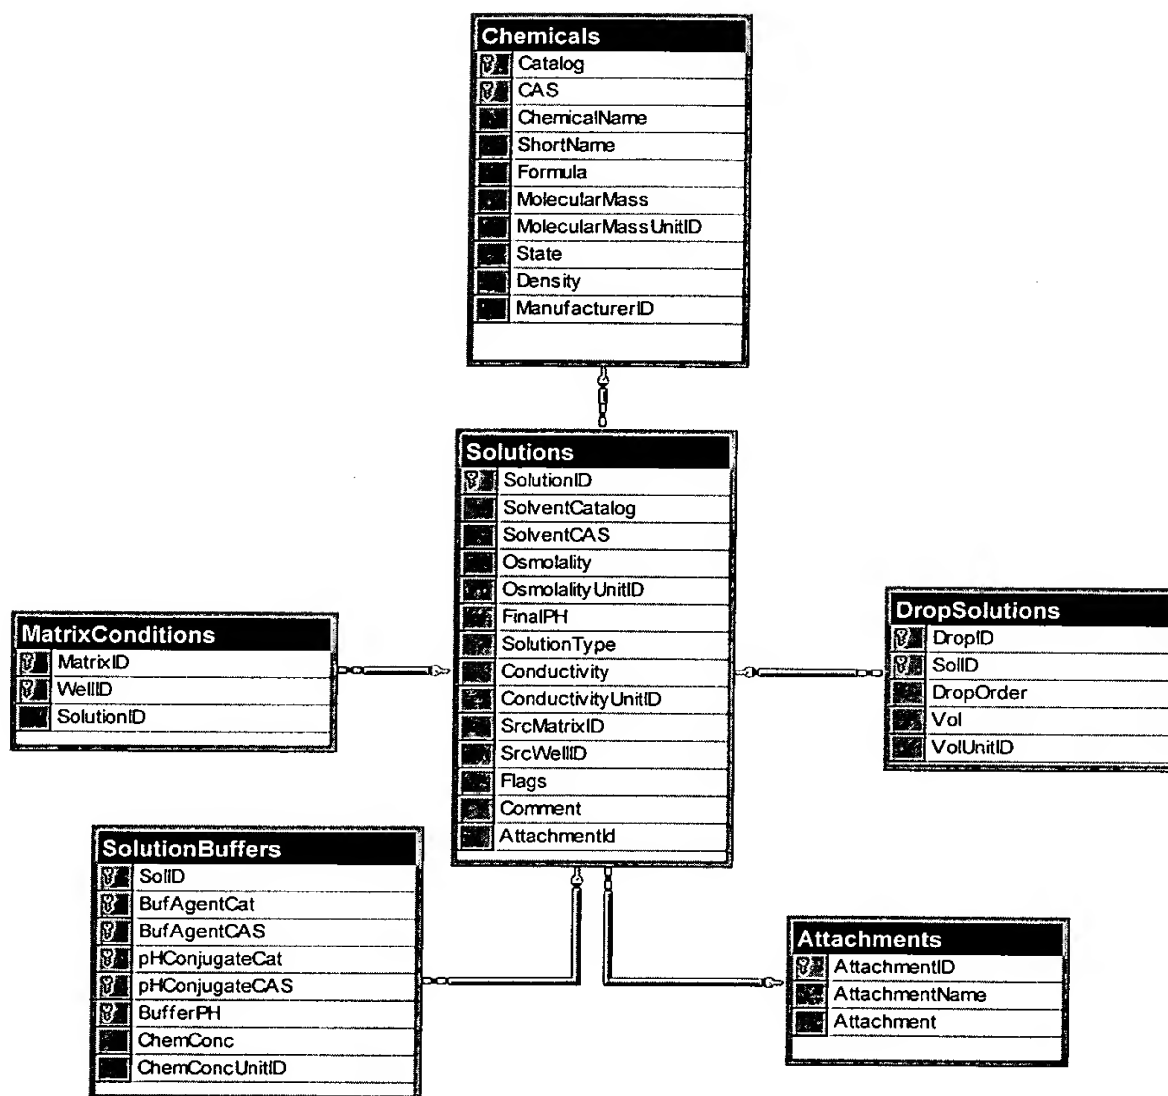 Chemicals
Catalog
CAS
ChemicalName
ShortName
Formula
MolecularMass
MolecularMassUnitID
State
Density
ManufacturerID
Solutions
SolutionID
SolventCatalog
SolventCAS
Osmolality
OsmolalityUnitID
FinalPH
SolutionType
Conductivity
ConductivityUnitID
SrcMatrixID
SrcWellID
Flags
Comment
AttachmentId
MatrixConditions
MatrixID
WellID
SolutionID
DropSolutions
DropID
SolID
DropOrder
Vol
VolUnitID
SolutionBuffers
SolID
BufAgentCat
BufAgentCAS
pHConjugateCat
pHConjugateCAS
BufferPH
ChemConc
ChemConcUnitID
Attachments
AttachmentID
AttachmentName
Attachment